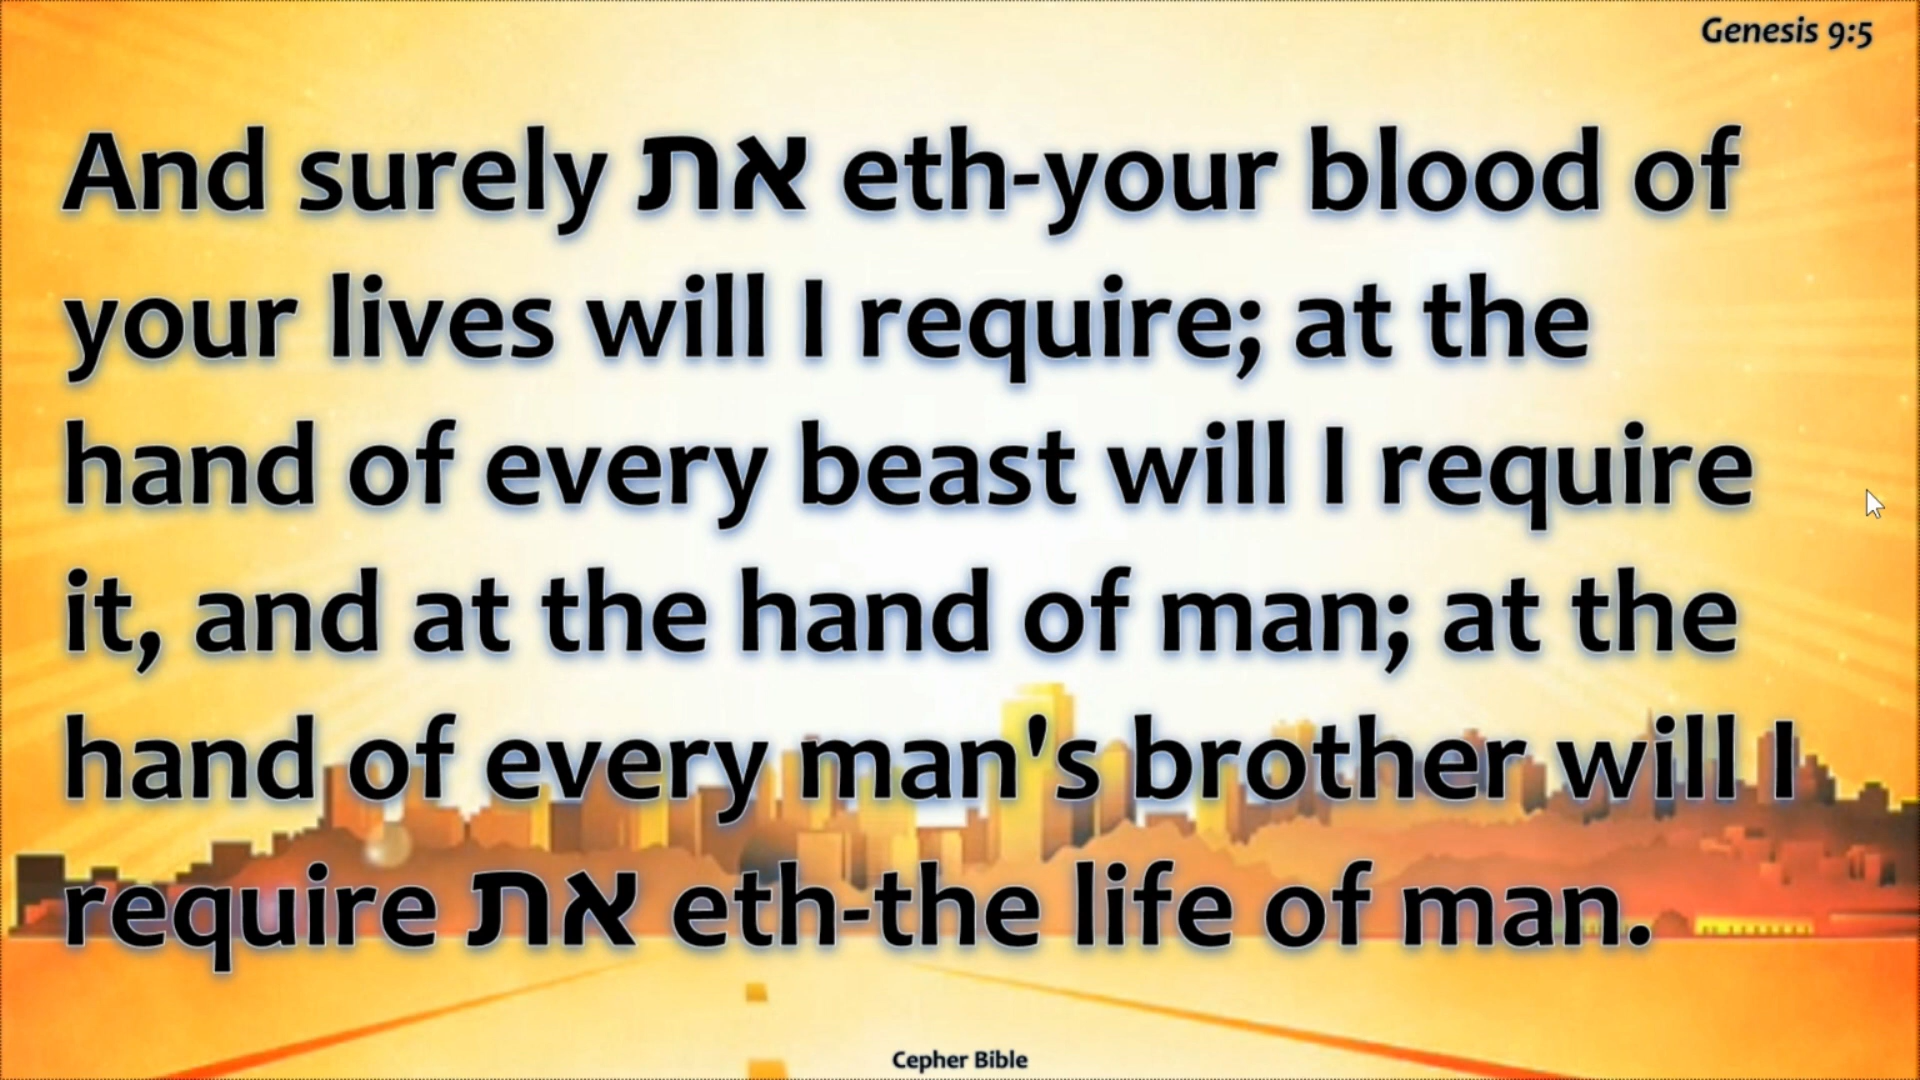 Genesis 9:5
And surely את eth-your blood of
your lives will I require; at the
hand of every beast will I require
it, and at the hand of man; at the
hand of every man's brother will I
require את eth-the life of man.
Cepher Bible